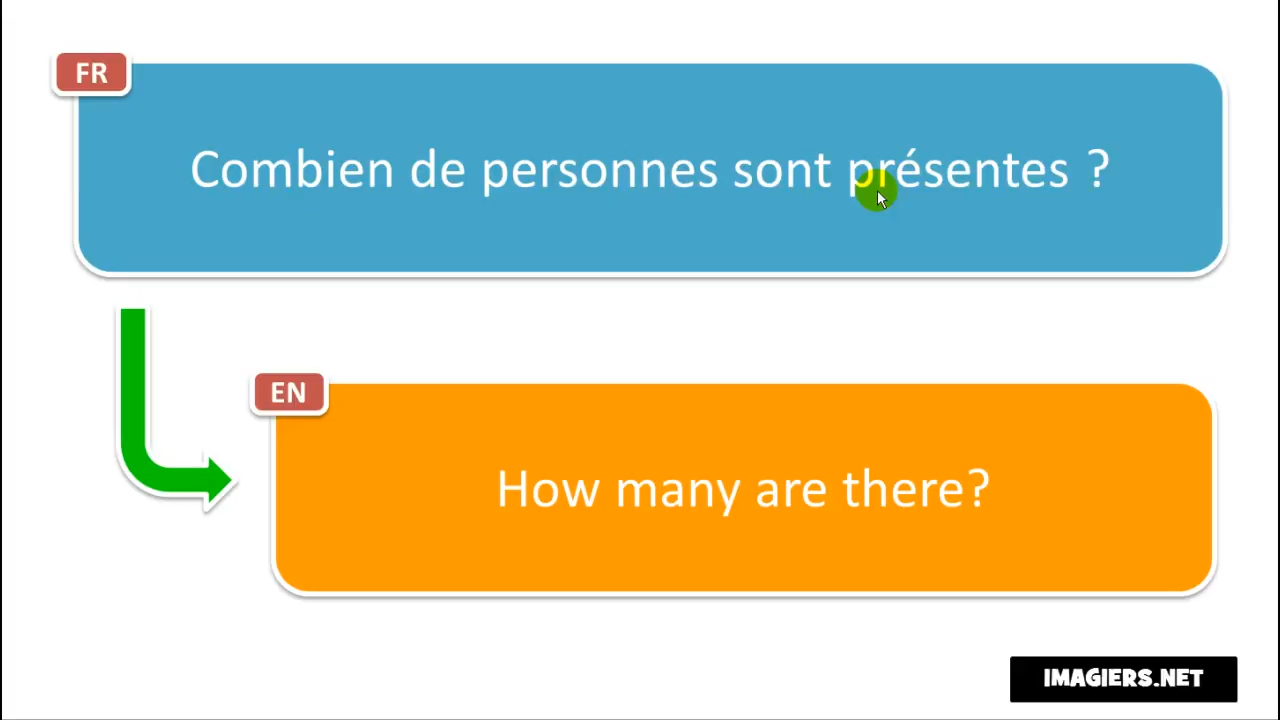 FR
Combien de personnes sont présentes ?
EN
How many are there?
IMAGIERS.NET